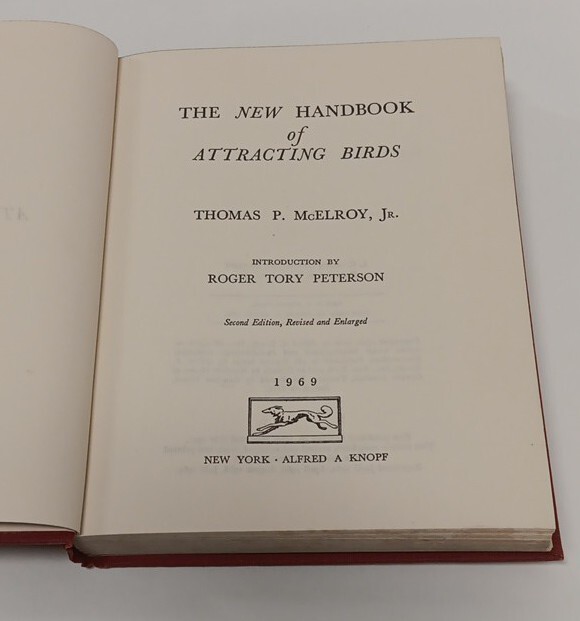 THE NEW HANDBOOK
of
ATTRACTING BIRDS
THOMAS P. McELROY, JR.
INTRODUCTION BY
ROGER TORY PETERSON
Second Edition, Revised and Enlarged
1969
NEW YORK · ALFRED A KNOPF